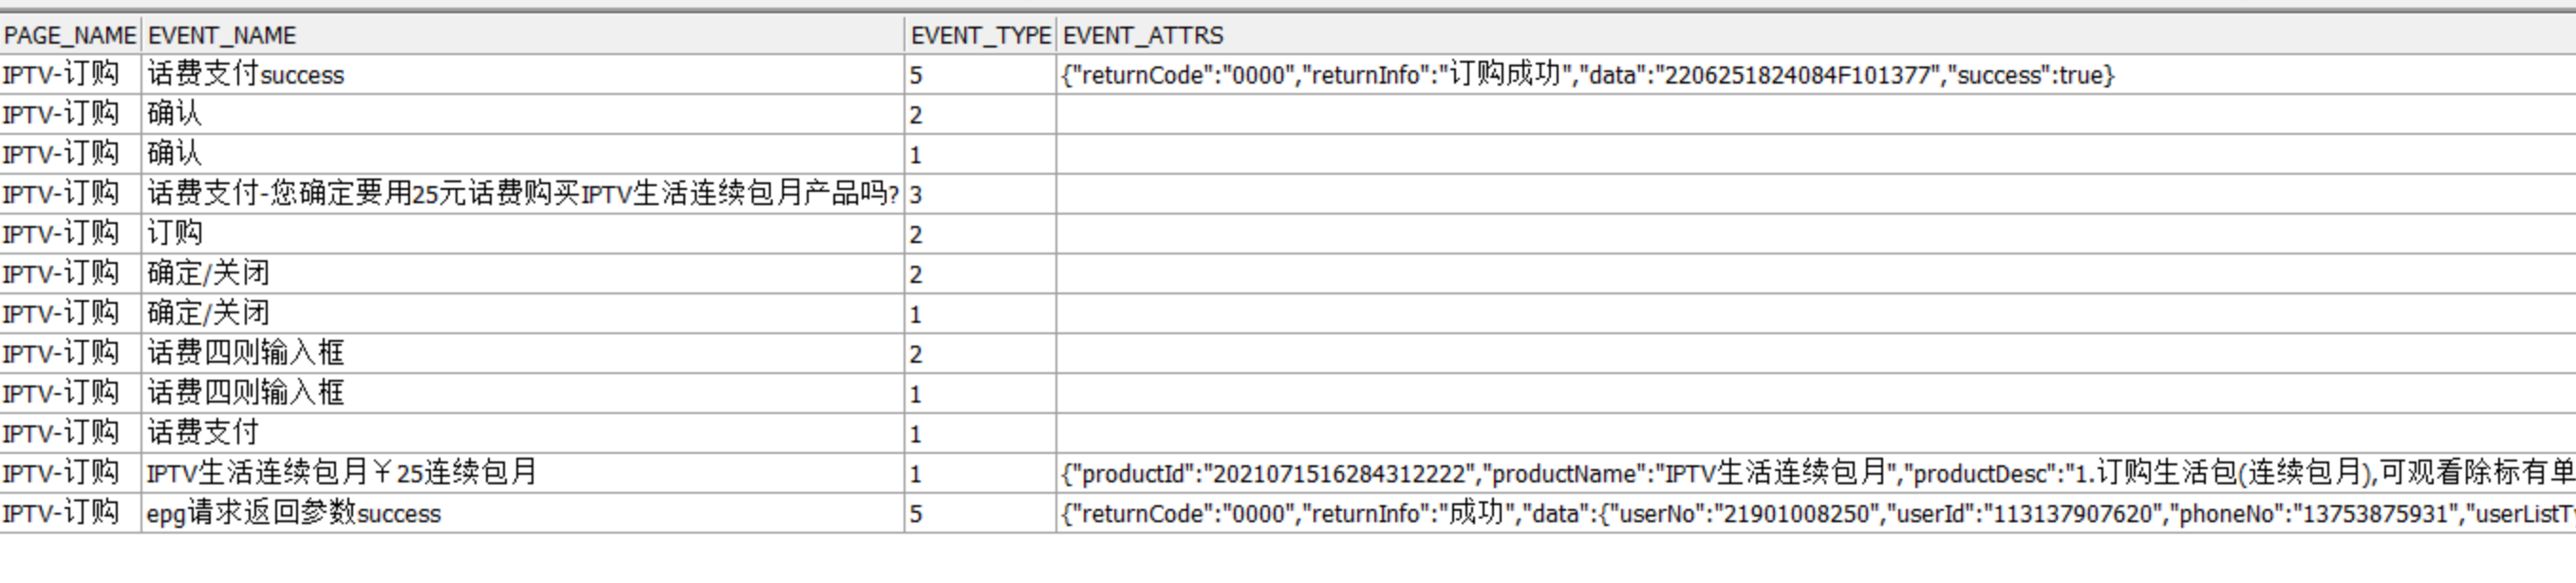 PAGE_NAME EVENT_NAME EVENT_TYPE EVENT_ATTRS
IPTV-订购 话费支付success 5 {"returnCode":"0000","returnInfo":"订购成功","data":"2206251824084F101377","success":true}
IPTV-订购 确认 2
IPTV-订购 确认 1
IPTV-订购 话费支付-您确定要用25元话费购买IPTV生活连续包月产品吗? 3
IPTV-订购 订购 2
IPTV-订购 确定/关闭 2
IPTV-订购 确定/关闭 1
IPTV-订购 话费四则输入框 2
IPTV-订购 话费四则输入框 1
IPTV-订购 话费支付 1
IPTV-订购 IPTV生活连续包月￥25连续包月 1 {"productId":"2021071516284312222","productName":"IPTV生活连续包月","productDesc":"1.订购生活包(连续包月),可观看除标有单
IPTV-订购 epg请求返回参数success 5 {"returnCode":"0000","returnInfo":"成功","data":{"userNo":"21901008250","userId":"113137907620","phoneNo":"13753875931","userListT